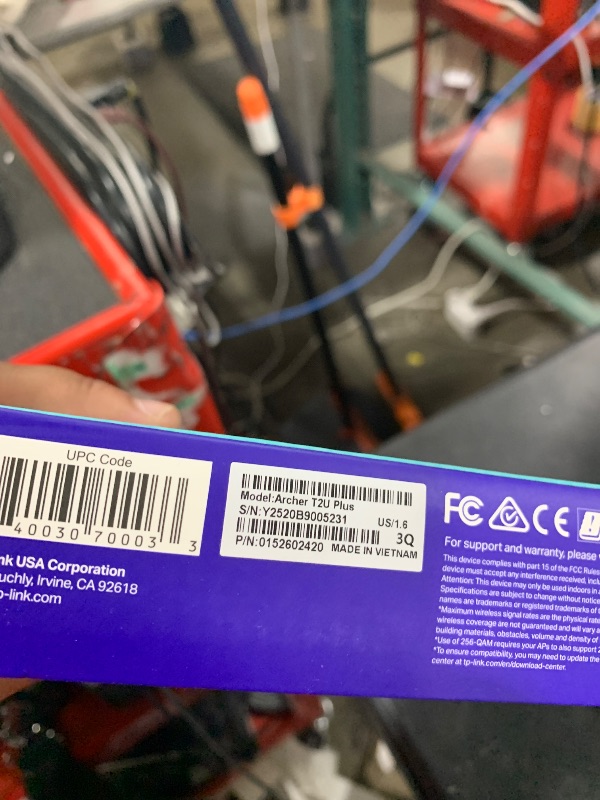 UPC Code
40030 70003 3
nk USA Corporation
uchly, Irvine, CA 92618
p-link.com
Model:Archer T2U Plus
S/N:Y2520B9005231 US/1.6
3Q
P/N:0152602420 MADE IN VIETNAM
FC CE
For support and warranty, please
This device complies with part 15 of the FCC Rules
device must accept any interference received, inclu
Attention: This device may only be used indoors in
Specifications are subject to change without notice
names are trademarks or registered trademarks of
*Maximum wireless signal rates are the physical rate
wireless coverage are not guaranteed and will vary a
building materials, obstacles, volume and density of
*Use of 256-QAM requires your APs to also support 2
*To ensure compatibility, you may need to update the
center at tp-link.com/en/download-center.